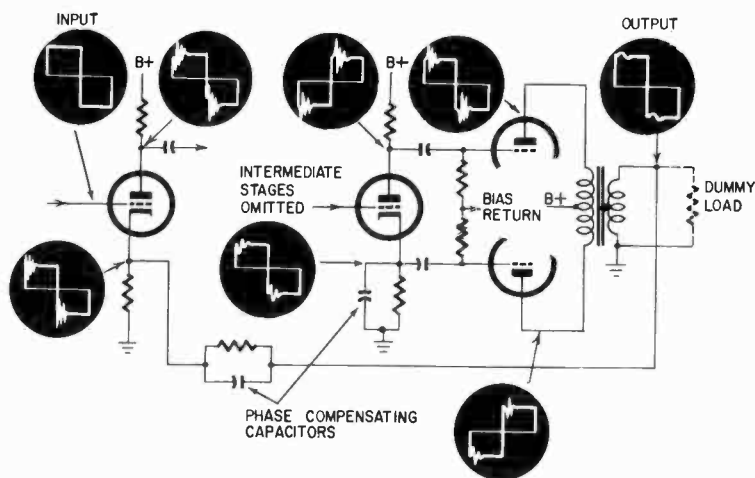 INPUT
OUTPUT
B+
B+
INTERMEDIATE
STAGES
OMITTED
BIAS
RETURN
B+
DUMMY
LOAD
PHASE COMPENSATING
CAPACITORS